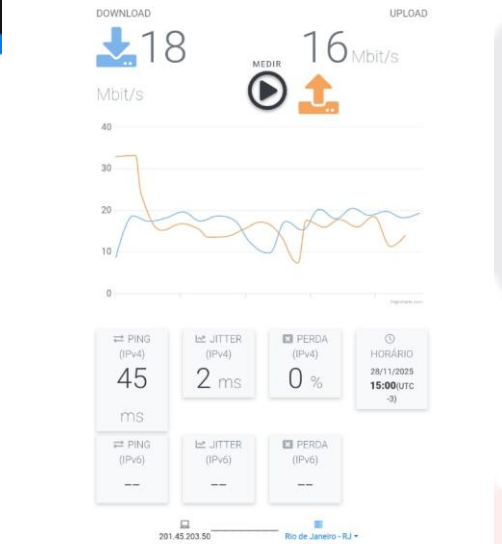 DOWNLOAD
UPLOAD
18
Mbit/s
MEDIR
16 Mbit/s
40
30
20
10
0
PING
(IPv4)
45
ms
JITTER
(IPv4)
2 ms
PERDA
(IPv4)
0 %
HORÁRIO
28/11/2025
15:00(UTC
-3)
PING
(IPv6)
--
JITTER
(IPv6)
--
PERDA
(IPv6)
--
201.45.203.50
Rio de Janeiro - RJ